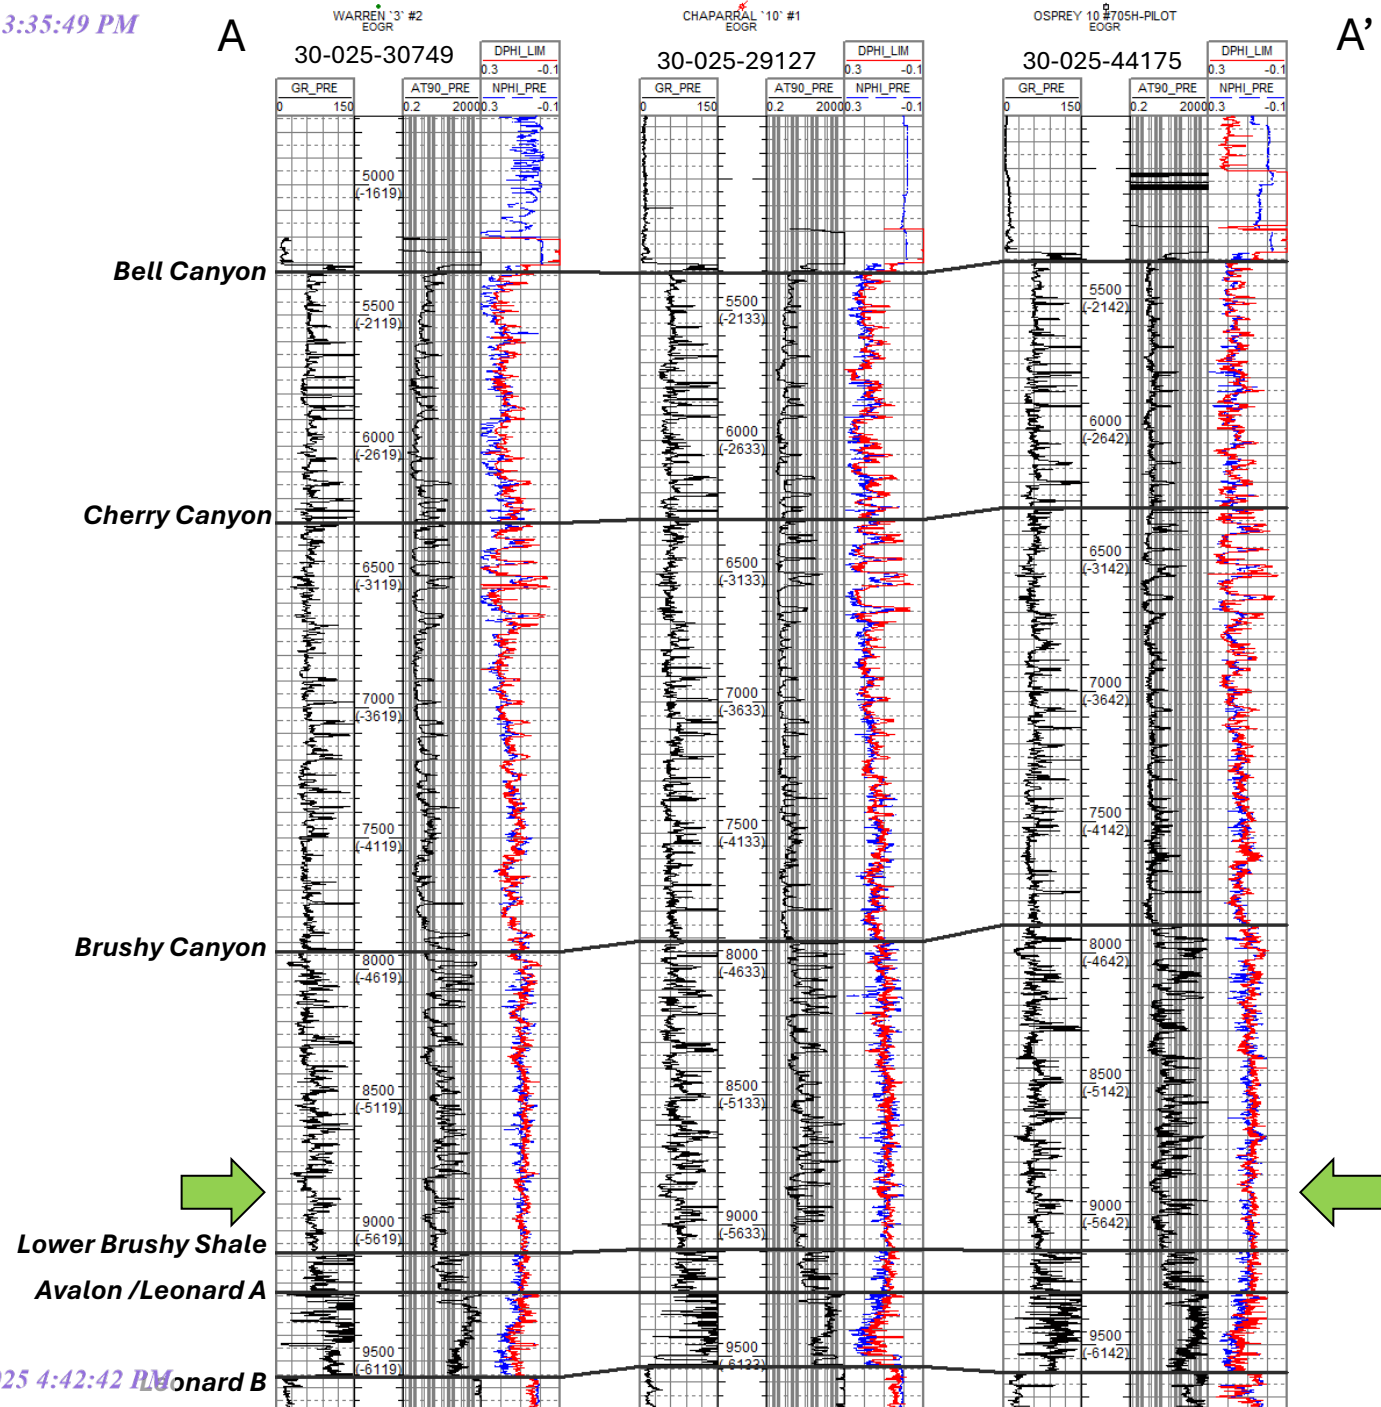 3:35:49 PM
A
A’
WARREN `3` #2
EOGR
30-025-30749
CHAPARRAL `10` #1
EOGR
30-025-29127
OSPREY 10 #705H-PILOT
EOGR
30-025-44175
DPHI_LIM
0.3 -0.1
GR_PRE
0 150
AT90_PRE
0.2 2000
NPHI_PRE
0.3 -0.1
DPHI_LIM
0.3 -0.1
GR_PRE
0 150
AT90_PRE
0.2 2000
NPHI_PRE
0.3 -0.1
DPHI_LIM
0.3 -0.1
GR_PRE
0 150
AT90_PRE
0.2 2000
NPHI_PRE
0.3 -0.1
5000
(-1619)
Bell Canyon
5500
(-2119)
5500
(-2133)
5500
(-2142)
6000
(-2619)
6000
(-2633)
6000
(-2642)
Cherry Canyon
6500
(-3119)
6500
(-3133)
6500
(-3142)
7000
(-3619)
7000
(-3633)
7000
(-3642)
7500
(-4119)
7500
(-4133)
7500
(-4142)
Brushy Canyon
8000
(-4619)
8000
(-4633)
8000
(-4642)
8500
(-5119)
8500
(-5133)
8500
(-5142)
9000
(-5619)
9000
(-5633)
9000
(-5642)
Lower Brushy Shale
Avalon /Leonard A
9500
(-6119)
9500
(-6133)
9500
(-6142)
025 4:42:42 PM
Leonard B